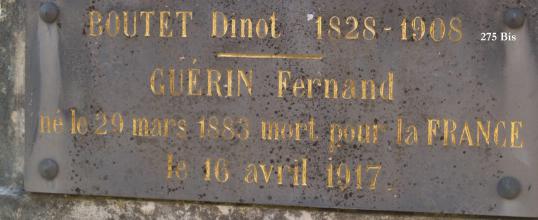 BOUTET Dinot 1828-1908
275 Bis
GUÉRIN Fernand
né le 29 mars 1883 mort pour la FRANCE
le 16 avril 1917.